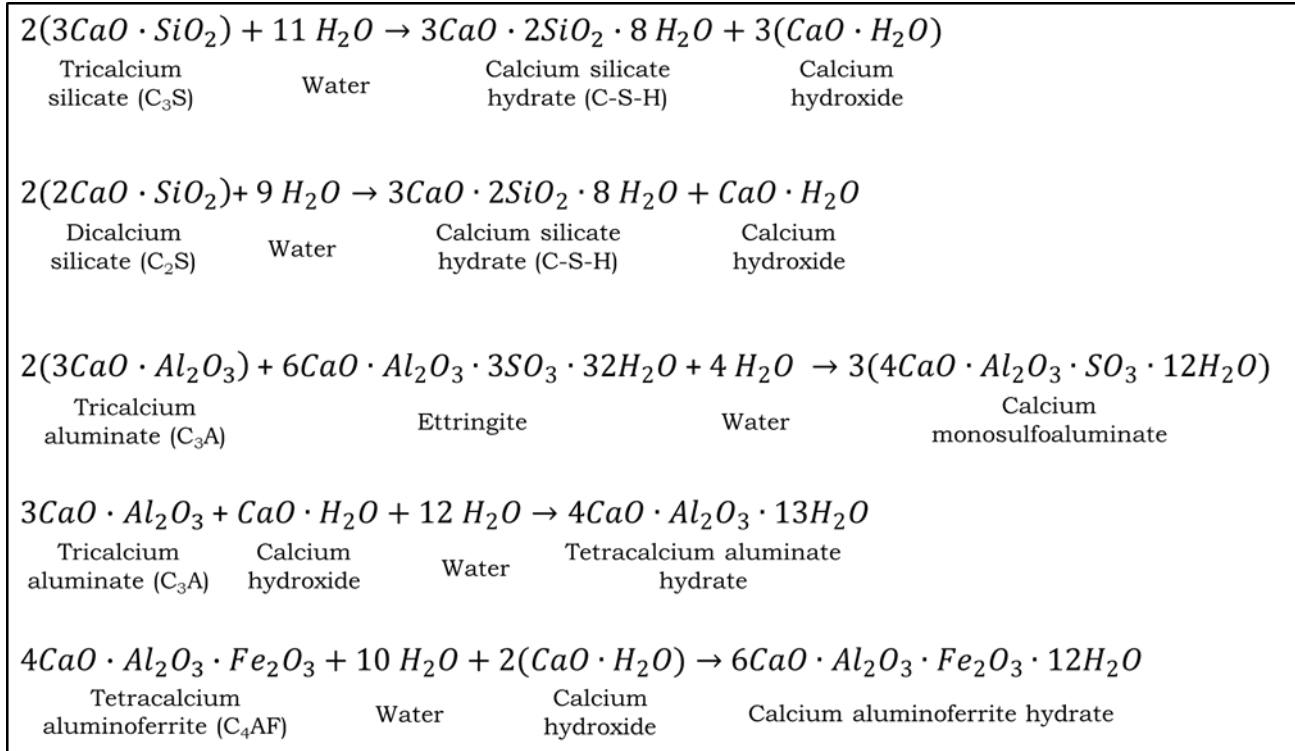 2(3CaO · SiO₂) + 11 H₂O → 3CaO · 2SiO₂ · 8 H₂O + 3(CaO · H₂O)
Tricalcium silicate (C₃S) Water Calcium silicate hydrate (C-S-H) Calcium hydroxide
2(2CaO · SiO₂)+ 9 H₂O → 3CaO · 2SiO₂ · 8 H₂O + CaO · H₂O
Dicalcium silicate (C₂S) Water Calcium silicate hydrate (C-S-H) Calcium hydroxide
2(3CaO · Al₂O₃) + 6CaO · Al₂O₃ · 3SO₃ · 32H₂O + 4 H₂O → 3(4CaO · Al₂O₃ · SO₃ · 12H₂O)
Tricalcium aluminate (C₃A) Ettringite Water Calcium monosulfoaluminate
3CaO · Al₂O₃ + CaO · H₂O + 12 H₂O → 4CaO · Al₂O₃ · 13H₂O
Tricalcium aluminate (C₃A) Calcium hydroxide Water Tetracalcium aluminate hydrate
4CaO · Al₂O₃ · Fe₂O₃ + 10 H₂O + 2(CaO · H₂O) → 6CaO · Al₂O₃ · Fe₂O₃ · 12H₂O
Tetracalcium aluminoferrite (C₄AF) Water Calcium hydroxide Calcium aluminoferrite hydrate